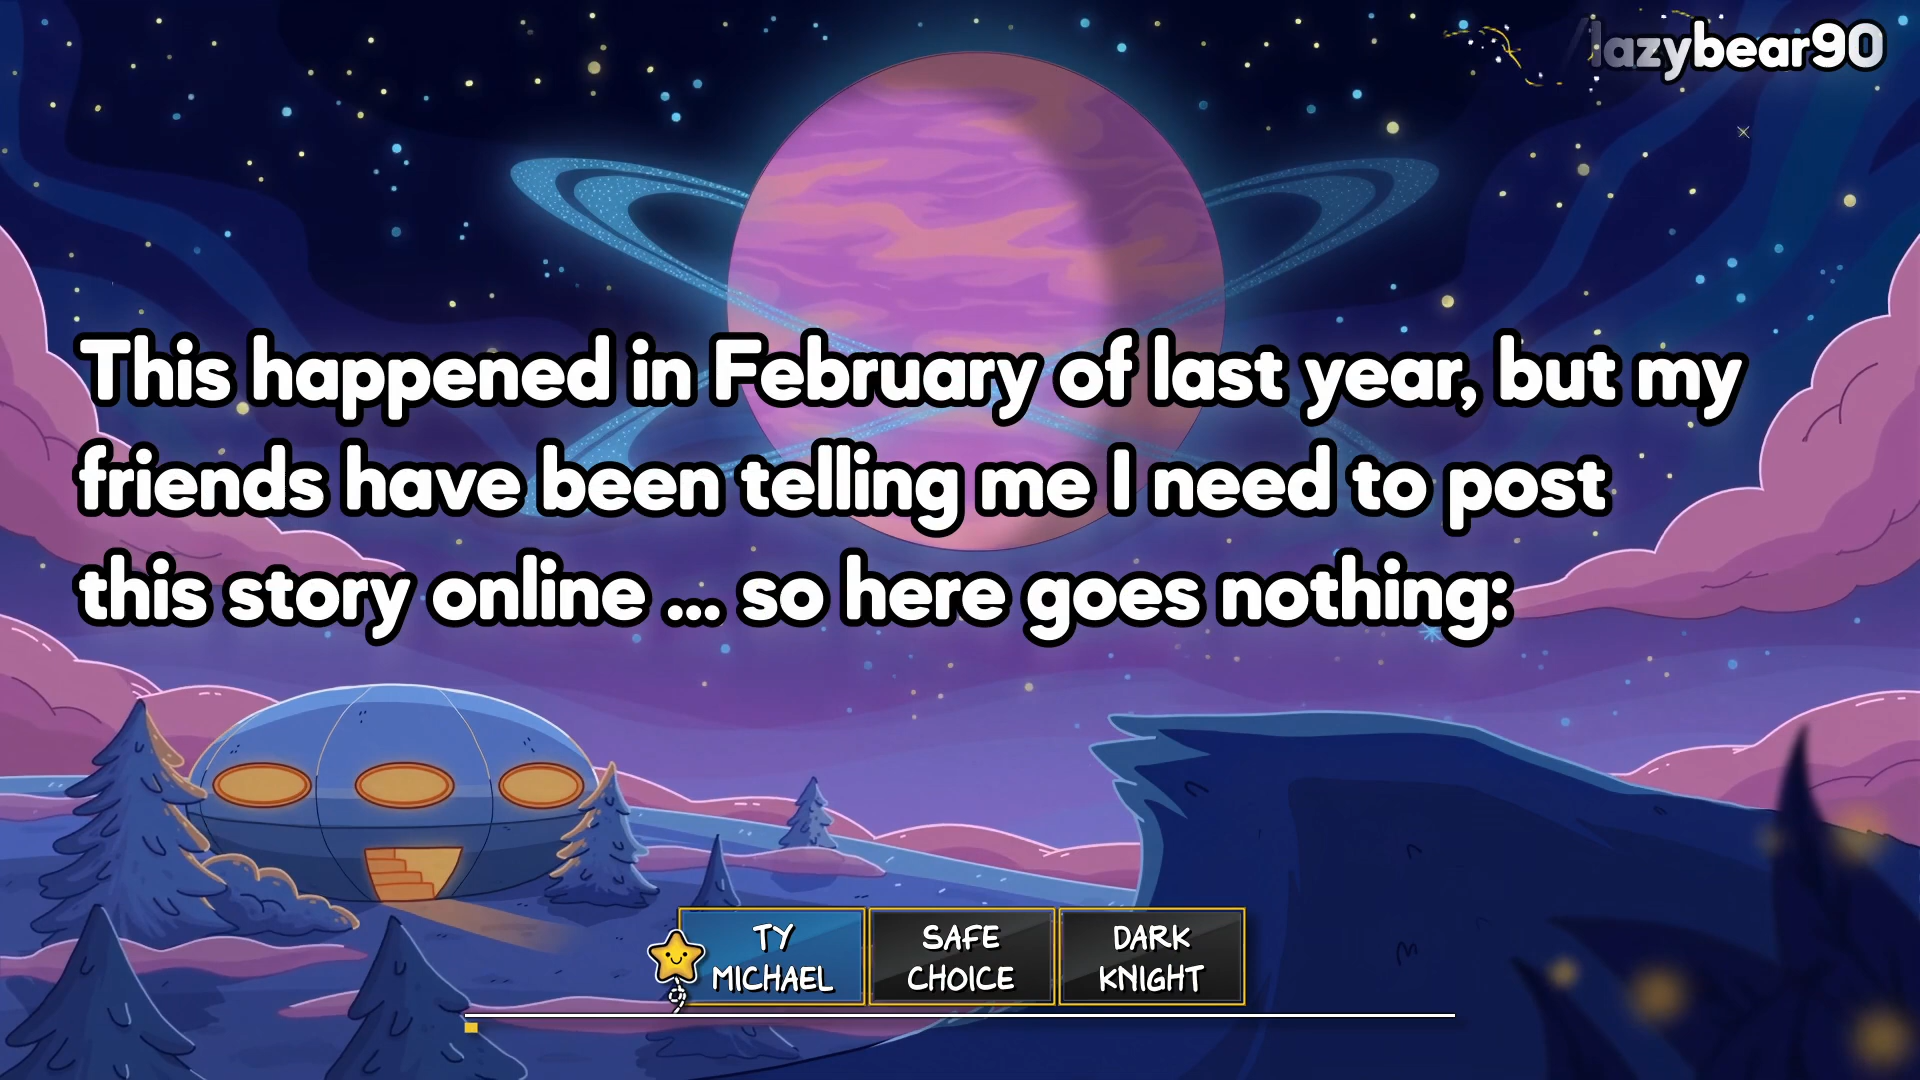 lazybear90
This happened in February of last year, but my
friends have been telling me I need to post
this story online ... so here goes nothing:
TY
MICHAEL
SAFE
CHOICE
DARK
KNIGHT